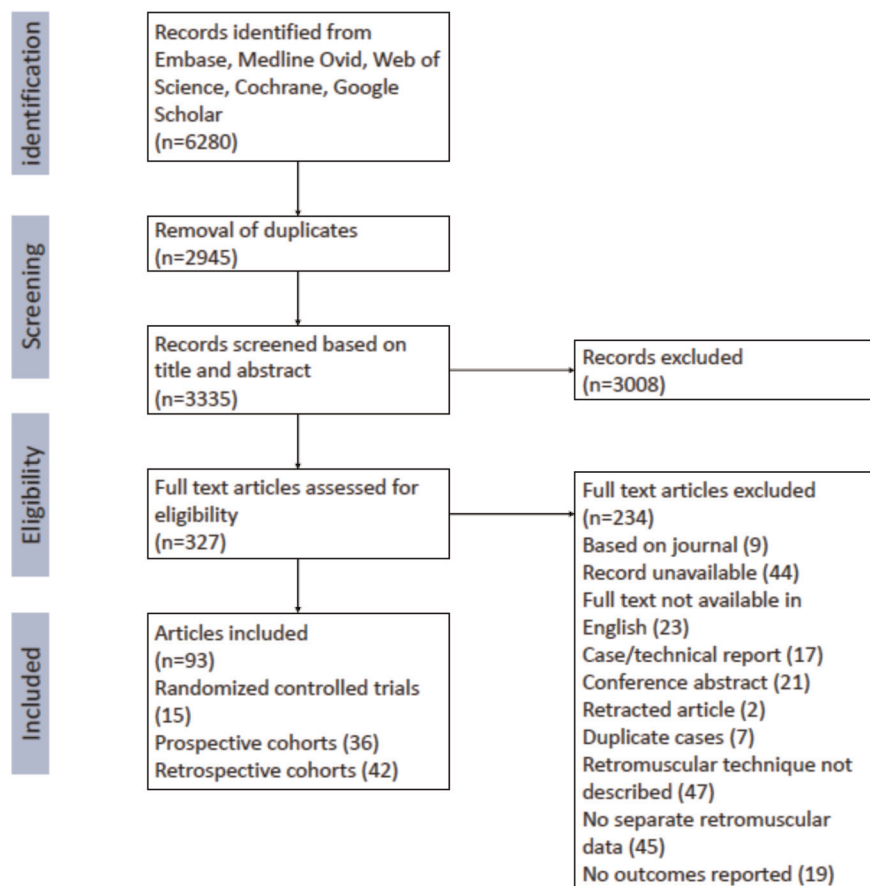 identification
Records identified from
Embase, Medline Ovid, Web of
Science, Cochrane, Google
Scholar
(n=6280)
Screening
Removal of duplicates
(n=2945)
Records screened based on
title and abstract
(n=3335)
Records excluded
(n=3008)
Eligibility
Full text articles assessed for
eligibility
(n=327)
Full text articles excluded
(n=234)
Based on journal (9)
Record unavailable (44)
Full text not available in
English (23)
Case/technical report (17)
Conference abstract (21)
Retracted article (2)
Duplicate cases (7)
Retromuscular technique not
described (47)
No separate retromuscular
data (45)
No outcomes reported (19)
Included
Articles included
(n=93)
Randomized controlled trials
(15)
Prospective cohorts (36)
Retrospective cohorts (42)